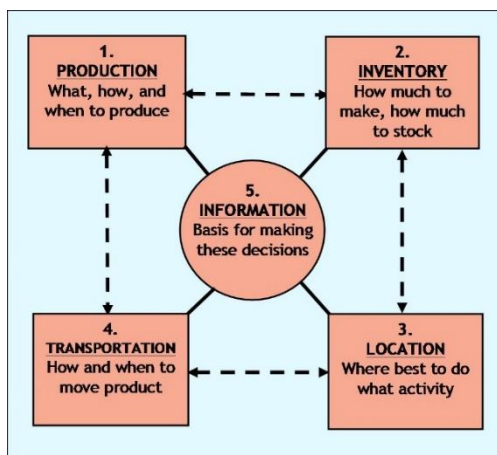 1.
PRODUCTION
What, how, and
when to produce
2.
INVENTORY
How much to
make, how much
to stock
5.
INFORMATION
Basis for making
these decisions
4.
TRANSPORTATION
How and when to
move product
3.
LOCATION
Where best to do
what activity